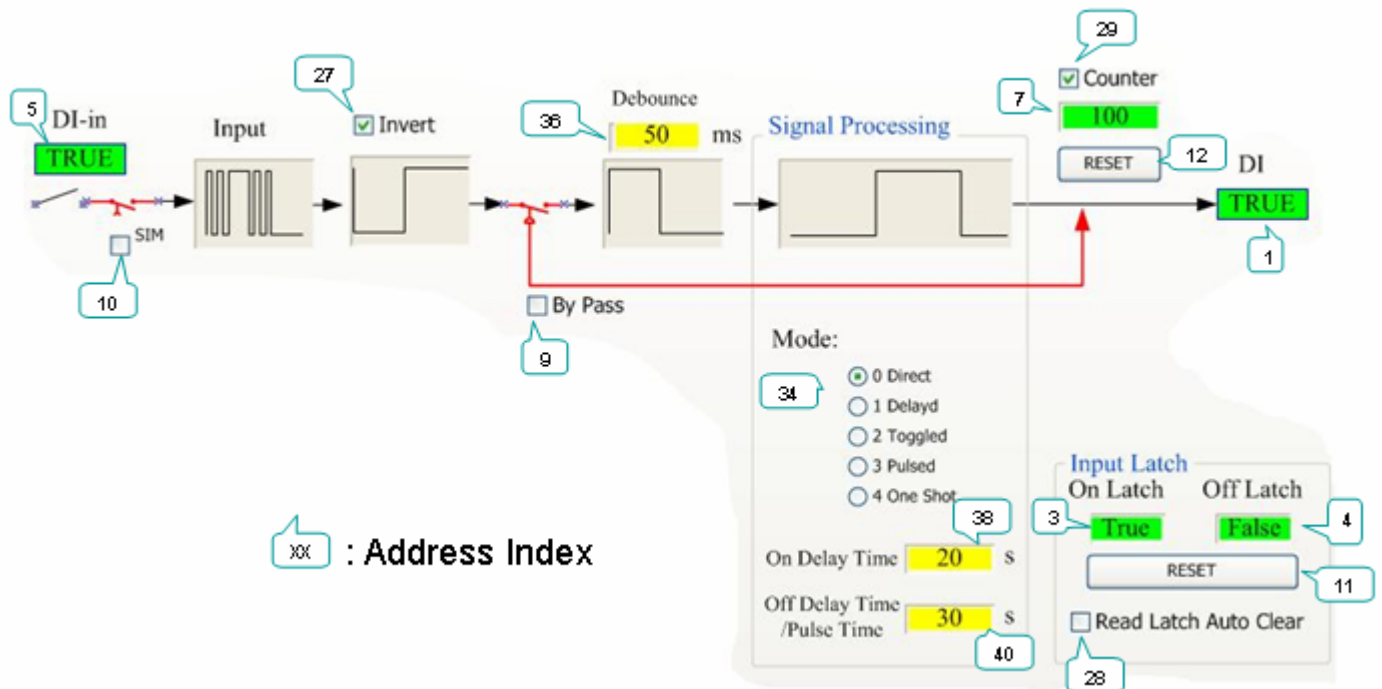 29
Counter
27
7
100
5
DI-in
Input
Invert
Debounce
36
50
ms
Signal Processing
RESET
12
DI
TRUE
TRUE
SIM
1
10
By Pass
9
Mode:
34
0 Direct
1 Delayd
2 Toggled
3 Pulsed
4 One Shot
Input Latch
On Latch
Off Latch
3
True
False
4
xx : Address Index
38
On Delay Time
20
s
RESET
11
Off Delay Time
/Pulse Time
30
s
40
Read Latch Auto Clear
28